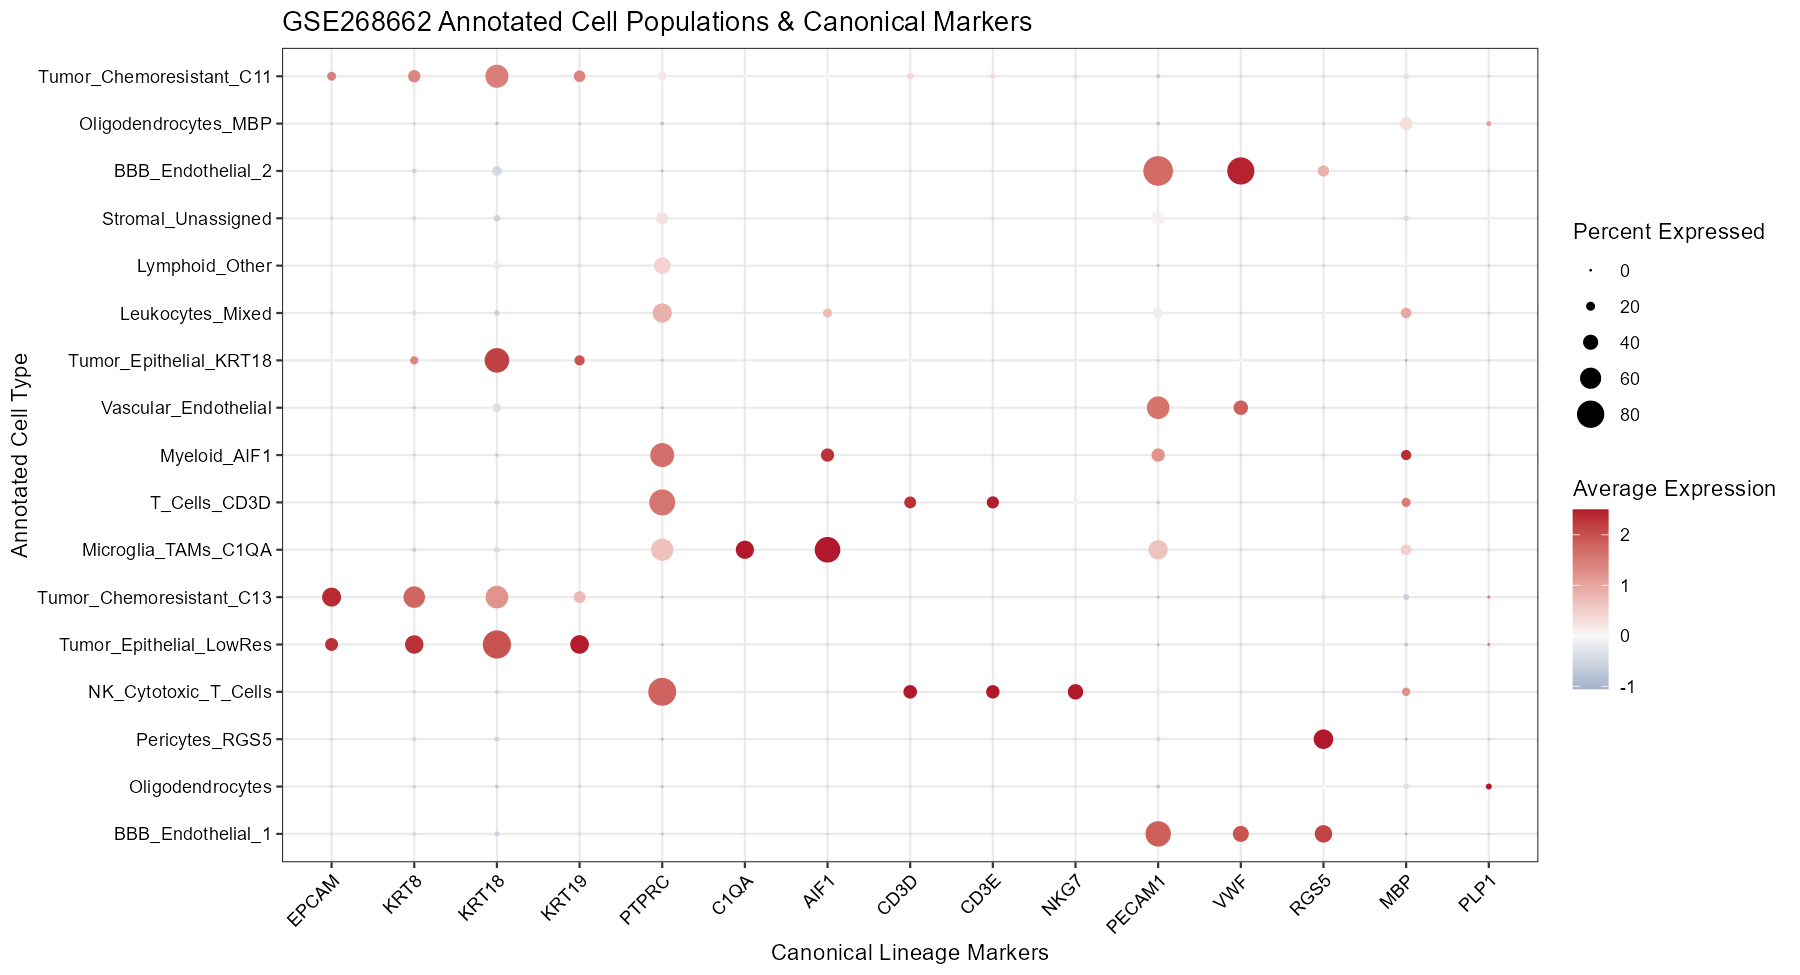 GSE268662 Annotated Cell Populations & Canonical Markers
Annotated Cell Type
Tumor_Chemoresistant_C11
Oligodendrocytes_MBP
BBB_Endothelial_2
Stromal_Unassigned
Lymphoid_Other
Leukocytes_Mixed
Tumor_Epithelial_KRT18
Vascular_Endothelial
Myeloid_AIF1
T_Cells_CD3D
Microglia_TAMs_C1QA
Tumor_Chemoresistant_C13
Tumor_Epithelial_LowRes
NK_Cytotoxic_T_Cells
Pericytes_RGS5
Oligodendrocytes
BBB_Endothelial_1
EPCAM
KRT8
KRT18
KRT19
PTPRC
C1QA
AIF1
CD3D
CD3E
NKG7
PECAM1
VWF
RGS5
MBP
PLP1
Canonical Lineage Markers
Percent Expressed
0
20
40
60
80
Average Expression
2
1
0
-1